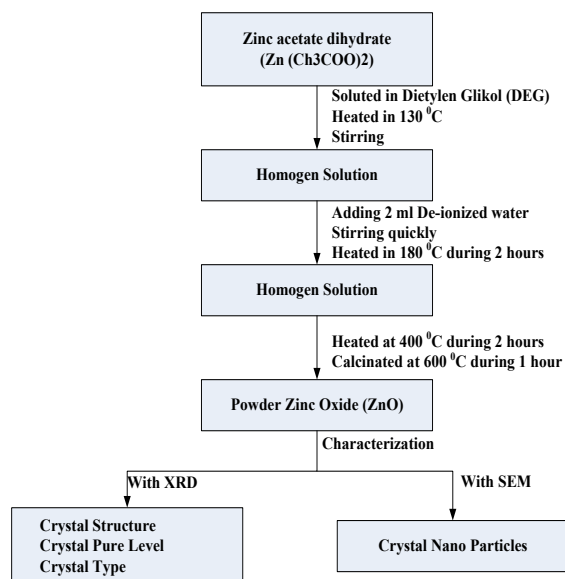 Zinc acetate dihydrate
(Zn (Ch3COO)2)
Soluted in Dietylen Glikol (DEG)
Heated in 130 ⁰C
Stirring
Homogen Solution
Adding 2 ml De-ionized water
Stirring quickly
Heated in 180 ⁰C during 2 hours
Homogen Solution
Heated at 400 ⁰C during 2 hours
Calcinated at 600 ⁰C during 1 hour
Powder Zinc Oxide (ZnO)
Characterization
With XRD
With SEM
Crystal Structure
Crystal Pure Level
Crystal Type
Crystal Nano Particles